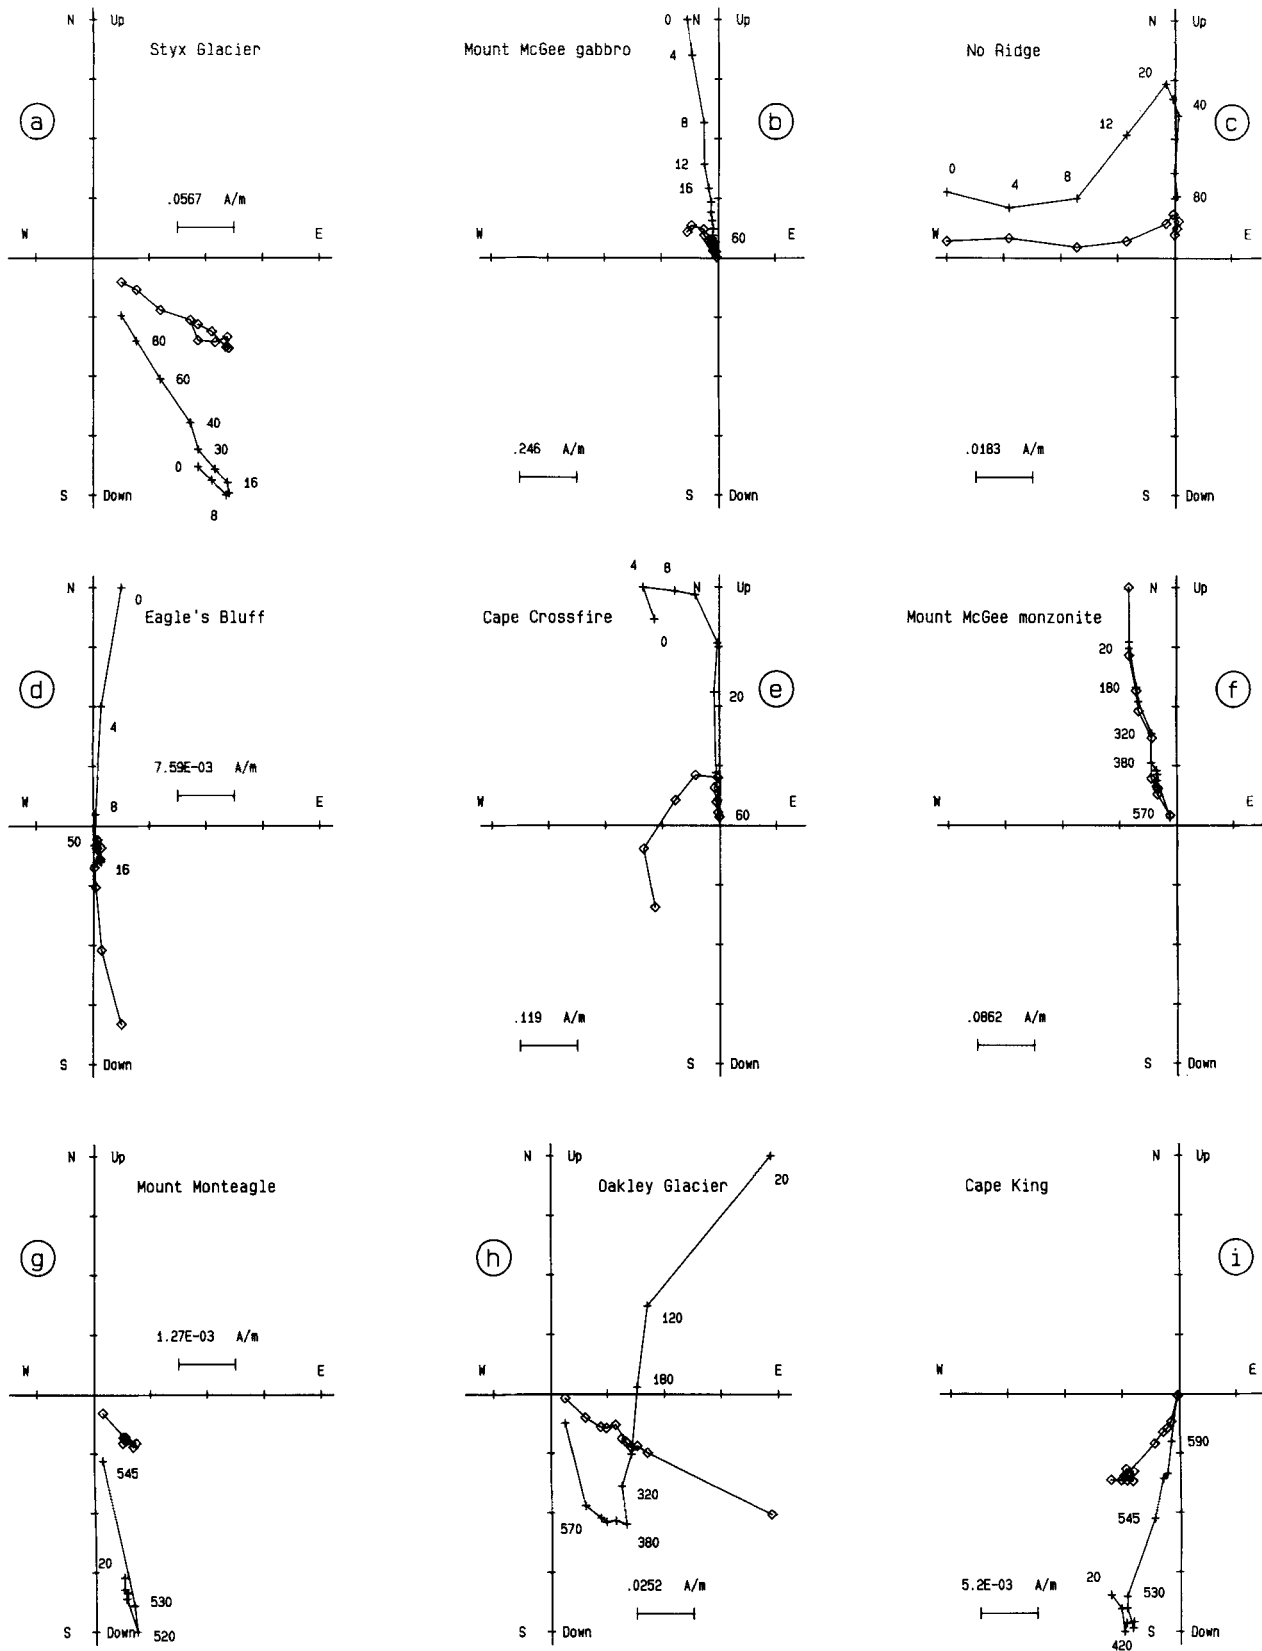 N Up
Styx Glacier
a
.0567 A/m
W E
80
60
40
30
0
16
8
S Down
0 N Up
Mount McGee gabbro
4
b
8
12
16
60
W E
.246 A/m
S Down
N Up
No Ridge
20
40
12
c
0
4
8
80
W E
.0183 A/m
S Down
N
0
Eagle's Bluff
d
4
7.59E-03 A/m
8
W E
50
16
S Down
4 8 N Up
Cape Crossfire
0
20
e
W E
60
.119 A/m
S Down
N Up
Mount McGee monzonite
20
180
f
320
380
W E
570
.0862 A/m
S Down
N Up
Mount Monteagle
g
1.27E-03 A/m
W E
545
20
530
S Down 520
N Up
Oakley Glacier
20
h
120
W E
180
320
570
380
.0252 A/m
S Down
N Up
Cape King
i
W E
590
545
20
530
5.2E-03 A/m
420
S Down